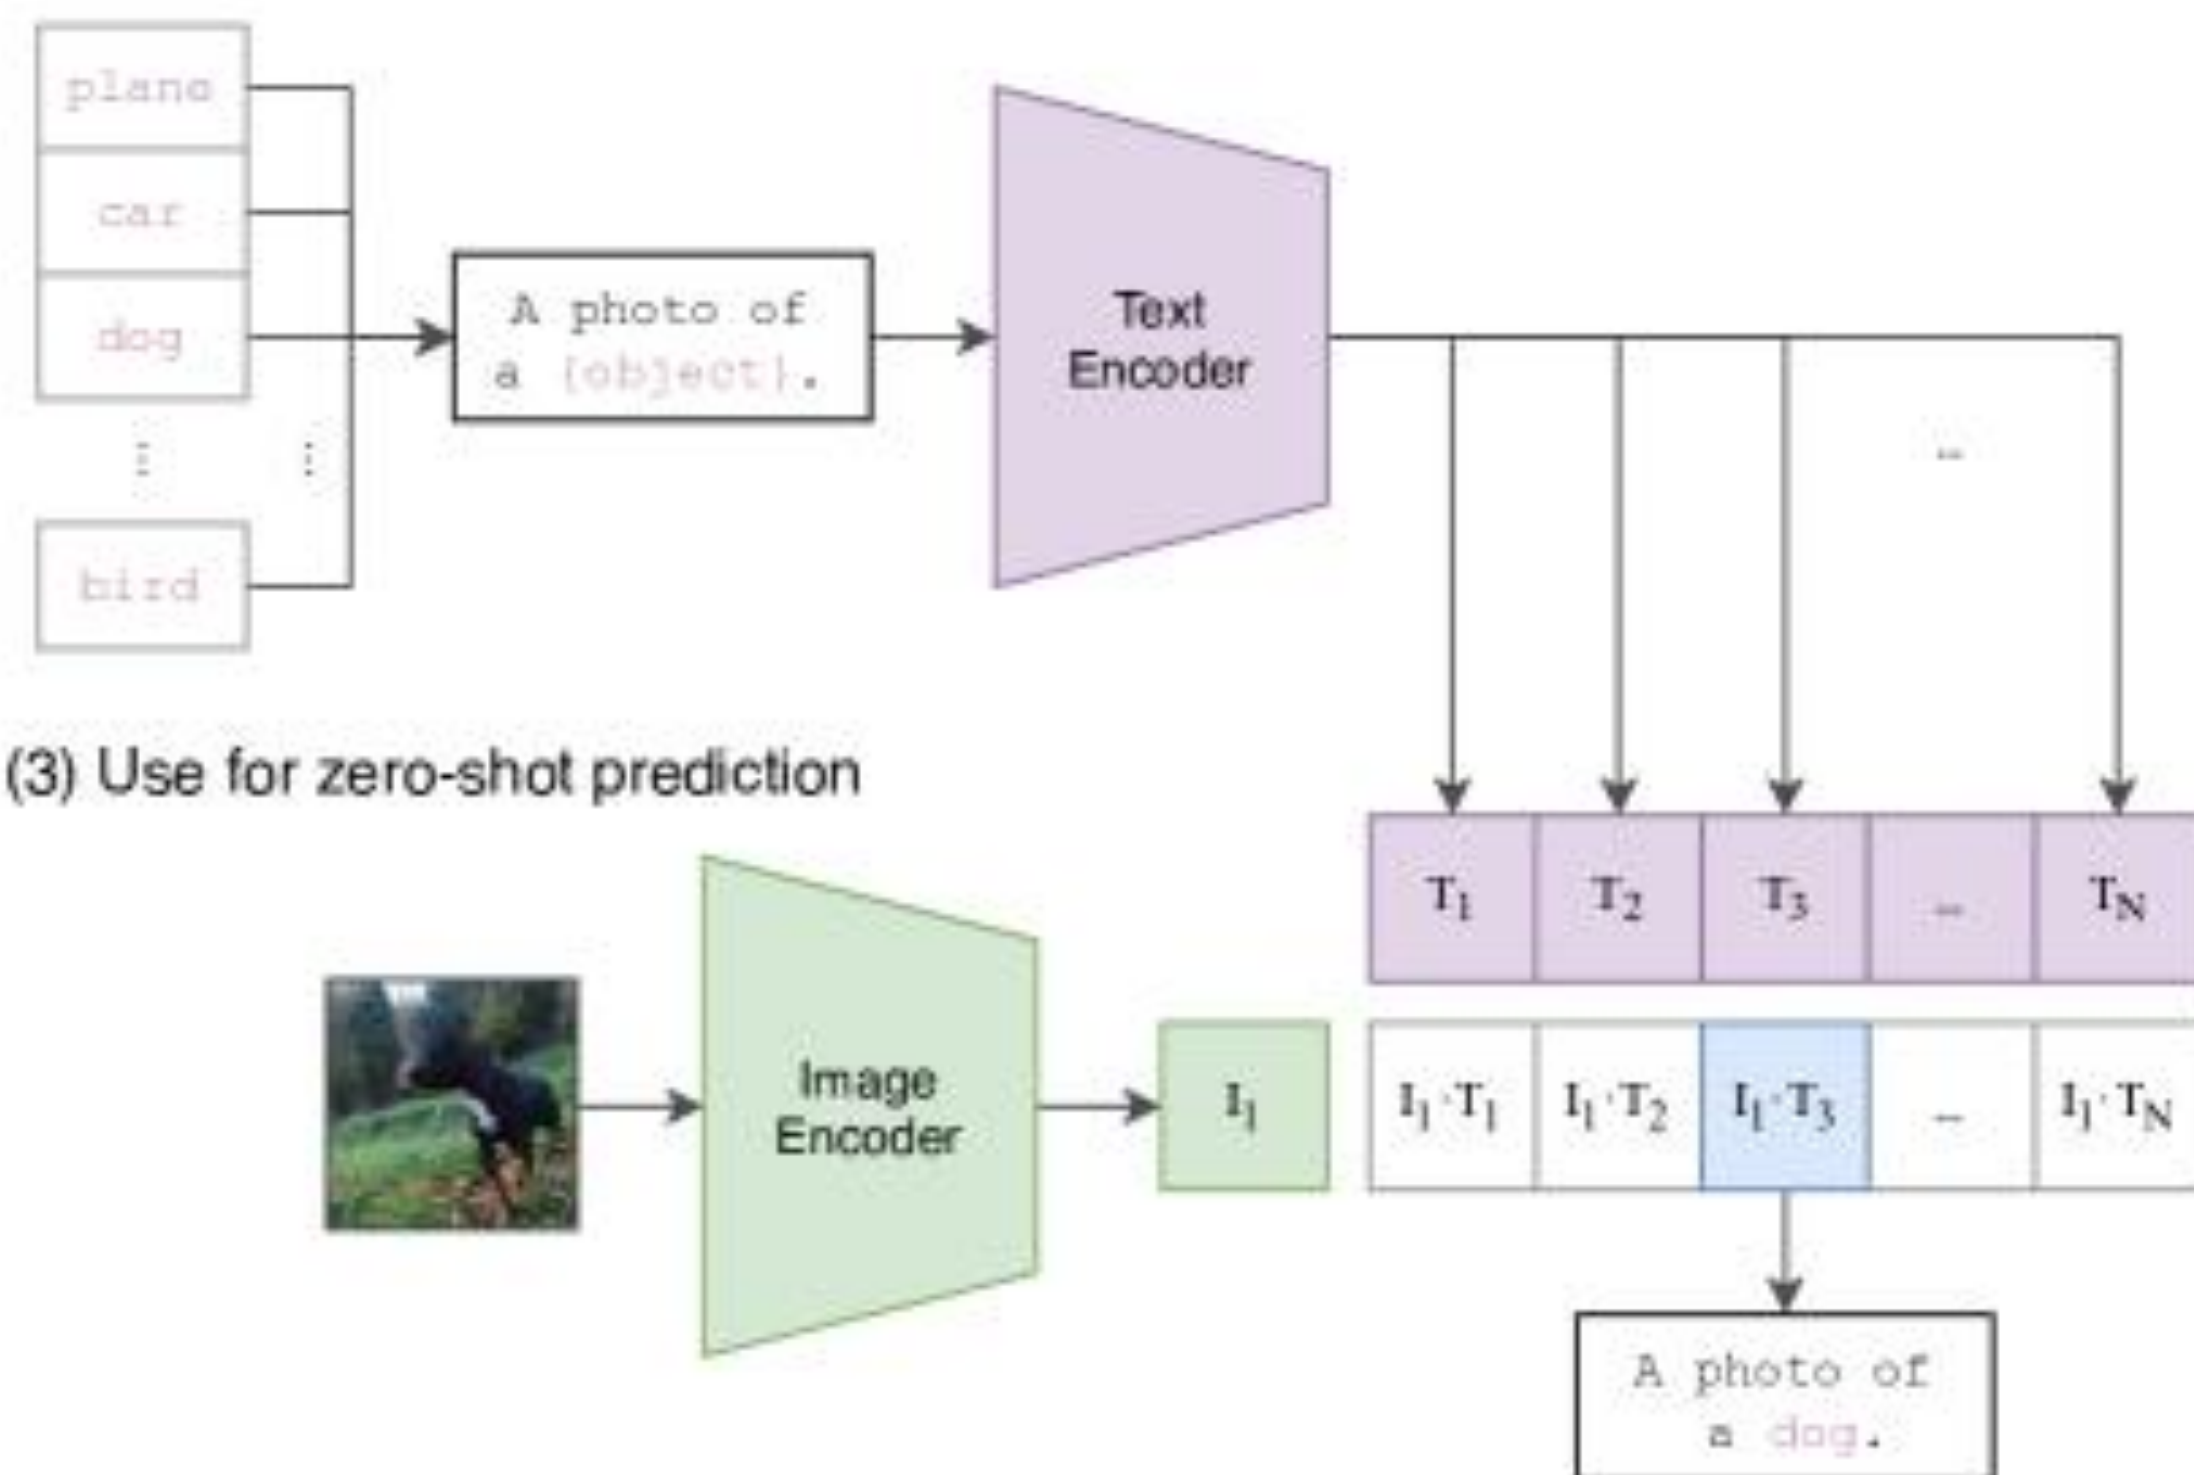 plane
car
dog
⋮
⋮
bird
A photo of
a {object}.
Text
Encoder
...
(3) Use for zero-shot prediction
T1 T2 T3 ... TN
Image
Encoder
I1
I1·T1 I1·T2 I1·T3 ... I1·TN
A photo of
a dog.